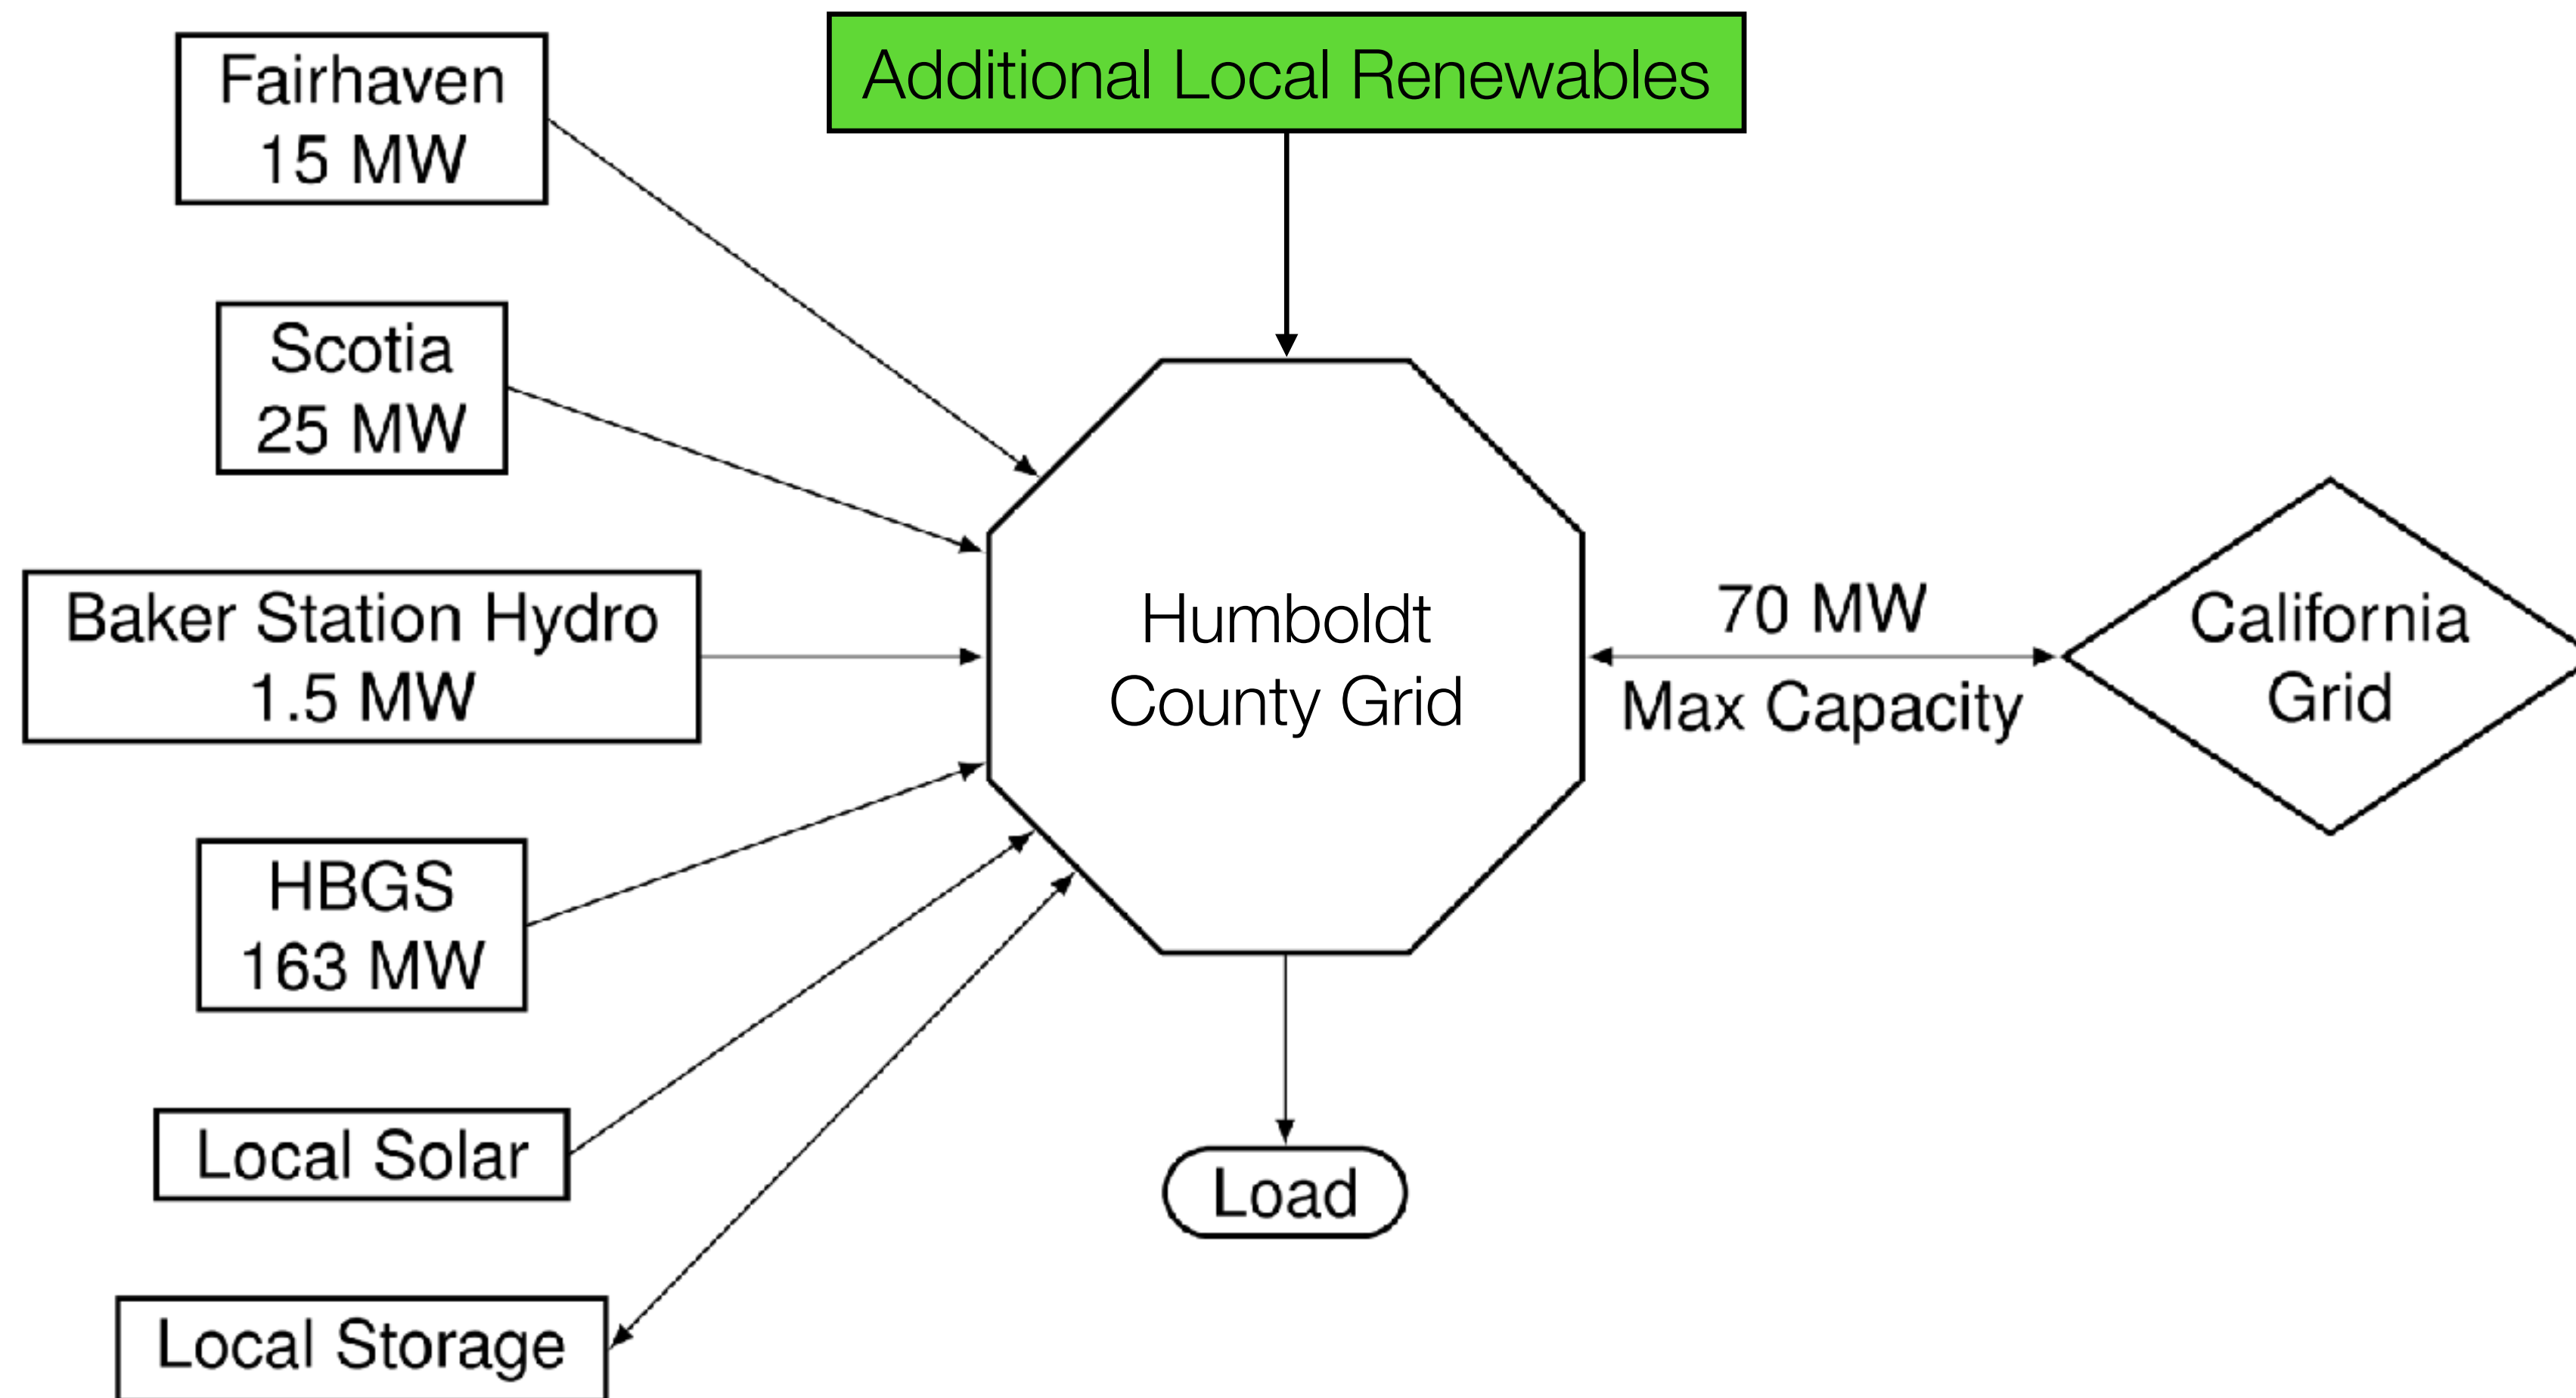 Fairhaven
15 MW
Additional Local Renewables
Scotia
25 MW
Baker Station Hydro
1.5 MW
Humboldt
County Grid
70 MW
Max Capacity
California
Grid
HBGS
163 MW
Local Solar
Load
Local Storage